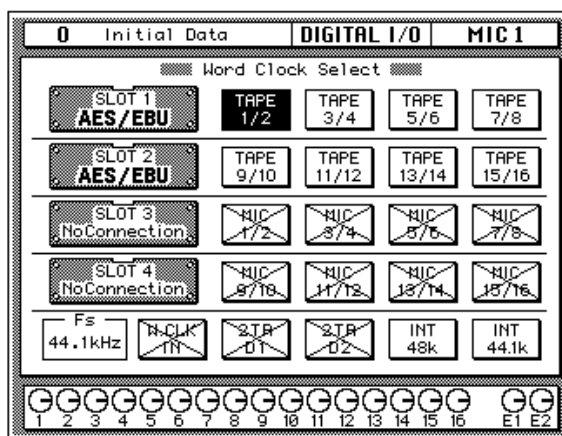 0 Initial Data DIGITAL I/O MIC 1
Word Clock Select
SLOT 1 AES/EBU TAPE 1/2 TAPE 3/4 TAPE 5/6 TAPE 7/8
SLOT 2 AES/EBU TAPE 9/10 TAPE 11/12 TAPE 13/14 TAPE 15/16
SLOT 3 NoConnection MIC 1/2 MIC 3/4 MIC 5/6 MIC 7/8
SLOT 4 NoConnection MIC 9/10 MIC 11/12 MIC 13/14 MIC 15/16
Fs 44.1kHz W.CLK IN 2TR D1 2TR D2 INT 48k INT 44.1k
1 2 3 4 5 6 7 8 9 10 11 12 13 14 15 16 E1 E2